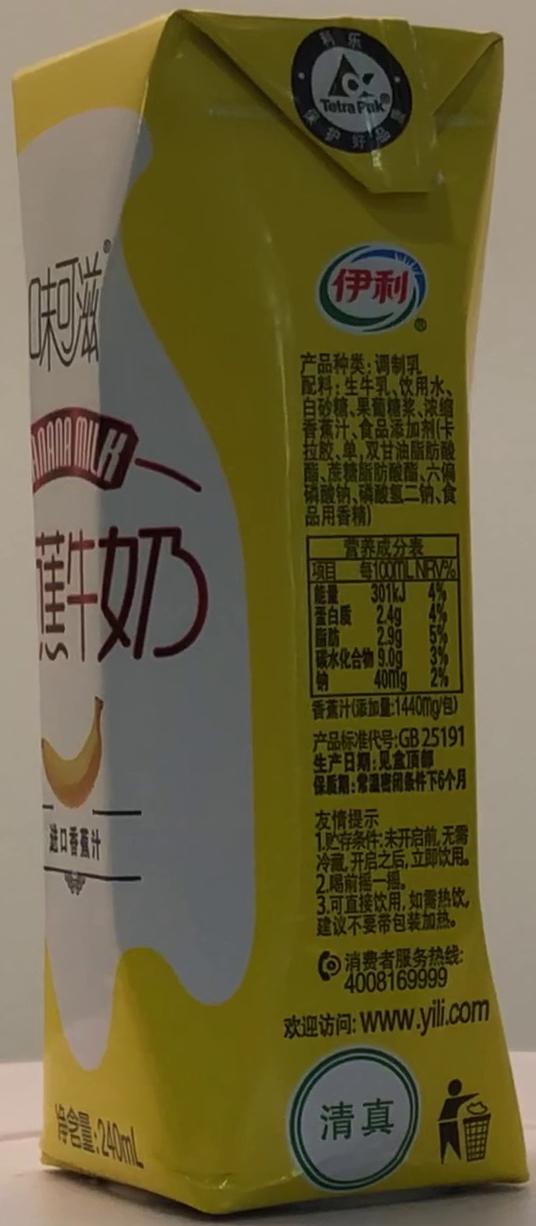 科乐
Tetra Pak®
保护好品质
伊利
®
味可滋®
BANANA MILK
蕉牛奶
进口香蕉汁
净含量:240mL
产品种类:调制乳
配料:生牛乳、饮用水、
白砂糖、果葡糖浆、浓缩
香蕉汁、食品添加剂(卡
拉胶、单,双甘油脂肪酸
酯、蔗糖脂肪酸酯、六偏
磷酸钠、磷酸氢二钠、食
品用香精)
营养成分表
项目 每100mL NRV%
能量 301kJ 4%
蛋白质 2.4g 4%
脂肪 2.9g 5%
碳水化合物 9.0g 3%
钠 40mg 2%
香蕉汁(添加量:1440mg/包)
产品标准代号:GB 25191
生产日期:见盒顶部
保质期:常温密闭条件下6个月
友情提示
1.贮存条件:未开启前,无需
冷藏,开启之后,立即饮用。
2.喝前摇一摇。
3.可直接饮用,如需热饮,
建议不要带包装加热。
消费者服务热线:
4008169999
欢迎访问:www.yili.com
清真